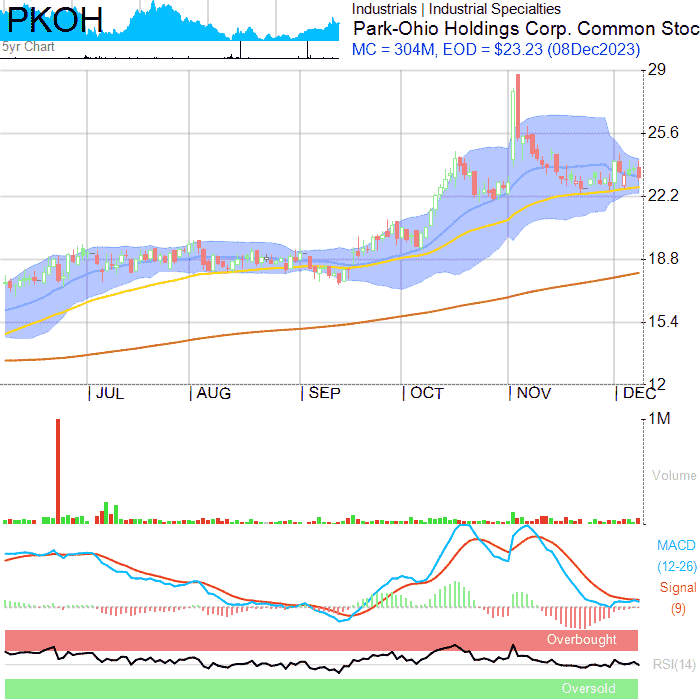 PKOH
5yr Chart
Industrials | Industrial Specialties
Park-Ohio Holdings Corp. Common Stoc
MC = 304M, EOD = $23.23 (08Dec2023)
29
25.6
22.2
18.8
15.4
12
JUL AUG SEP OCT NOV DEC
1M
Volume
MACD
(12-26)
Signal
(9)
Overbought
RSI(14)
Oversold